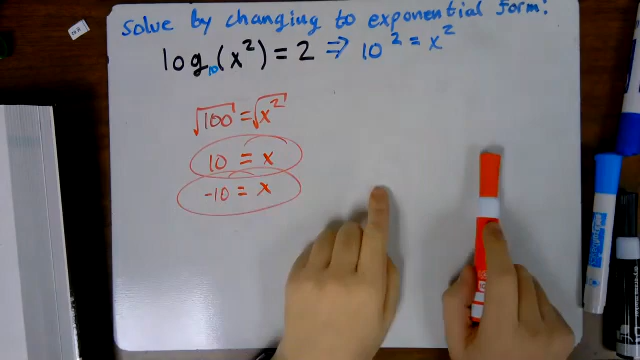 Solve by changing to exponential form:
log₁₀(x²) = 2 ⇒ 10² = x²
√100 = √x²
10 = x
-10 = x